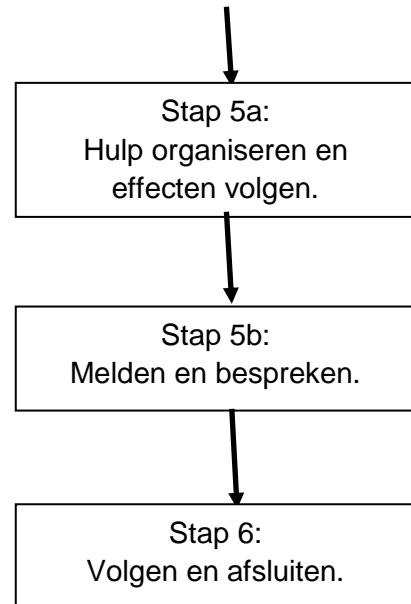 Stap 5a:
Hulp organiseren en
effecten volgen.
Stap 5b:
Melden en bespreken.
Stap 6:
Volgen en afsluiten.